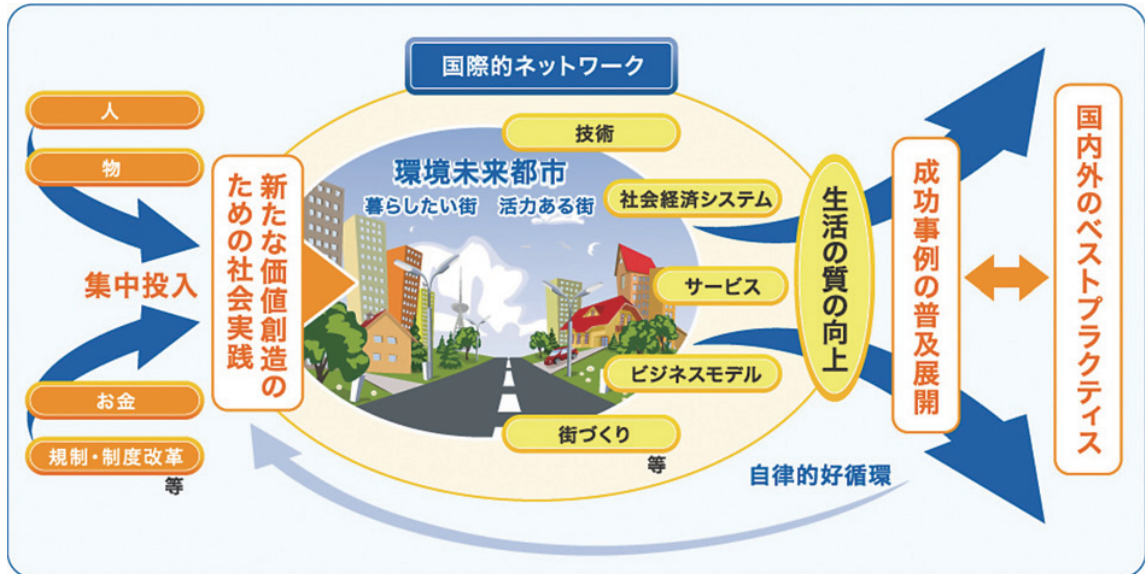 国際的ネットワーク
人
物
集中投入
お金
規制・制度改革
等
新たな価値創造の
ための社会実践
環境未来都市
暮らしたい街　活力ある街
技術
社会経済システム
サービス
ビジネスモデル
街づくり
等
生活の質の向上
成功事例の普及展開
国内外のベストプラクティス
自律的好循環